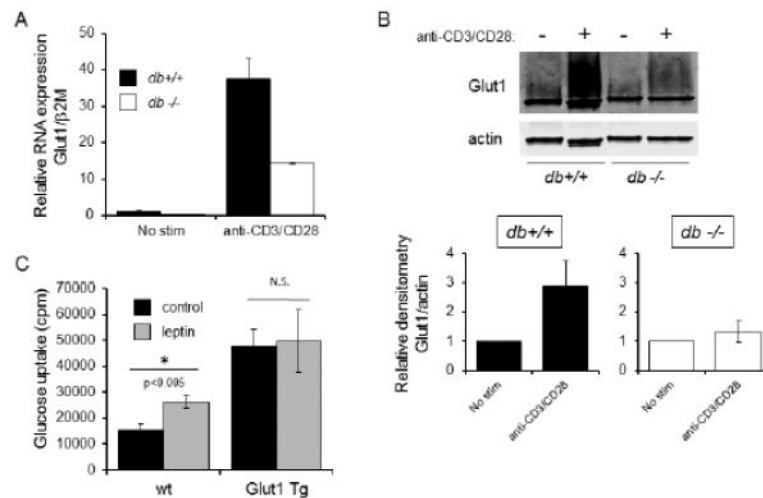 A
Relative RNA expression
Glut1/β2M
50
40
30
20
10
0
db+/+
db -/-
No stim
anti-CD3/CD28
B
anti-CD3/CD28: - + - +
Glut1
actin
db+/+ db -/-
db+/+
db -/-
Relative densitometry
Glut1/actin
4
3
2
1
0
No stim
anti-CD3/CD28
4
3
2
1
0
No stim
anti-CD3/CD28
C
Glucose uptake (cpm)
70000
60000
50000
40000
30000
20000
10000
0
control
leptin
*
p<0.005
N.S.
wt
Glut1 Tg